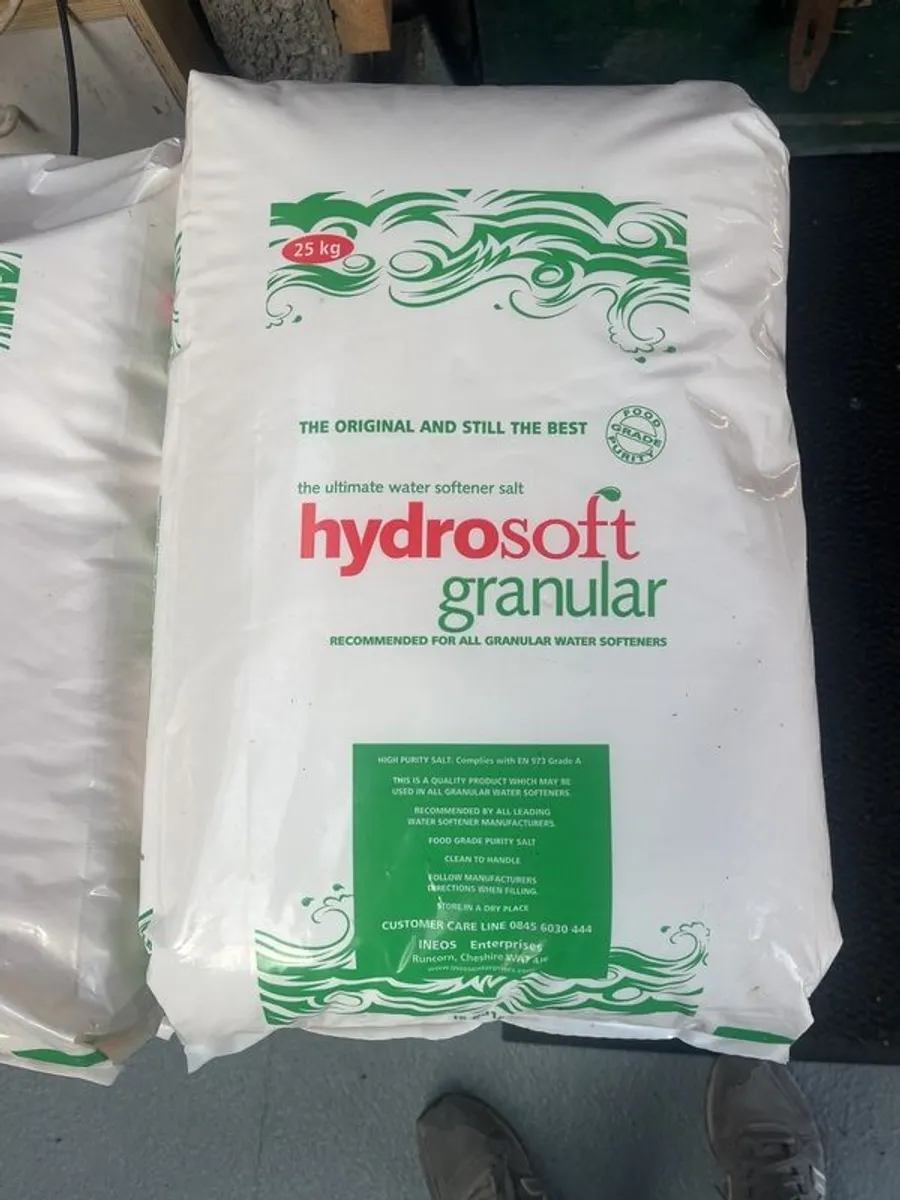 25 kg
THE ORIGINAL AND STILL THE BEST
FOOD
GRADE
PURITY
the ultimate water softener salt
hydrosoft
granular
RECOMMENDED FOR ALL GRANULAR WATER SOFTENERS
HIGH PURITY SALT. Complies with EN 973 Grade A
THIS IS A QUALITY PRODUCT WHICH MAY BE
USED IN ALL GRANULAR WATER SOFTENERS.
RECOMMENDED BY ALL LEADING
WATER SOFTENER MANUFACTURERS.
FOOD GRADE PURITY SALT
CLEAN TO HANDLE
FOLLOW MANUFACTURERS
DIRECTIONS WHEN FILLING.
STORE IN A DRY PLACE
CUSTOMER CARE LINE 0845 6030 444
INEOS Enterprises
Runcorn, Cheshire WA7
www.ineosenterprises.com